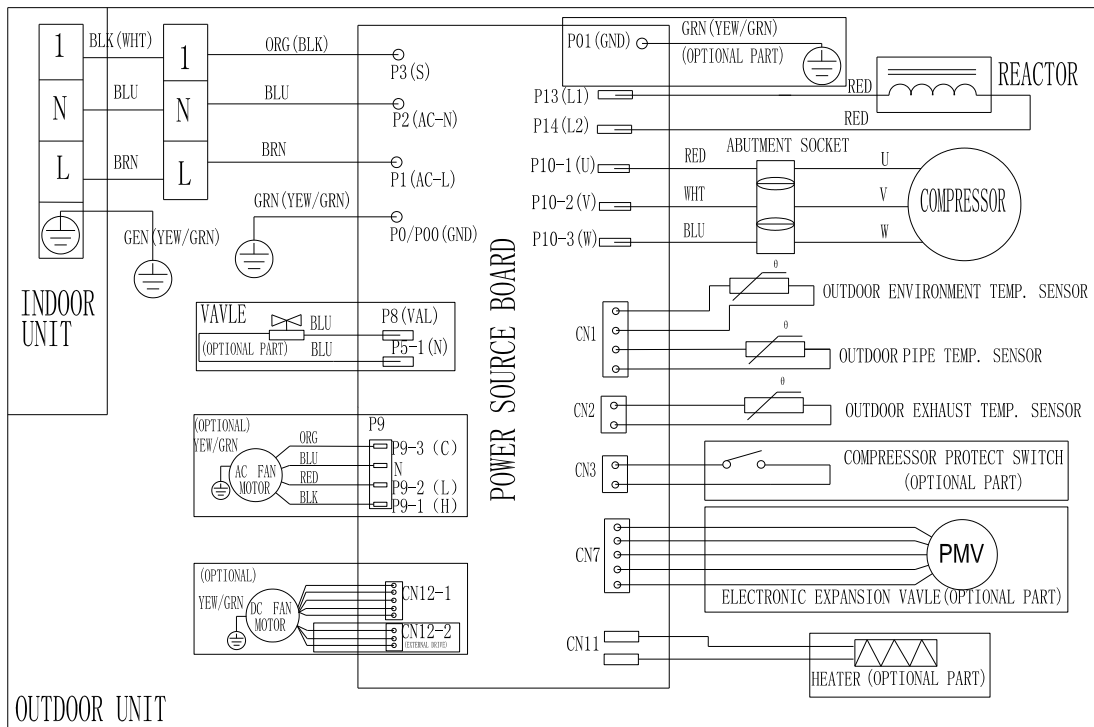 1
N
L
BLK(WHT)
BLU
BRN
1
N
L
ORG(BLK)
P3(S)
BLU
P2(AC-N)
BRN
P1(AC-L)
GRN(YEW/GRN)
P0/P00(GND)
GEN(YEW/GRN)
INDOOR
UNIT
VAVLE
(OPTIONAL PART)
BLU
BLU
P8(VAL)
P5-1(N)
(OPTIONAL)
YEW/GRN
AC FAN
MOTOR
ORG
BLU
RED
BLK
P9
P9-3 (C)
N
P9-2 (L)
P9-1 (H)
(OPTIONAL)
YEW/GRN
DC FAN
MOTOR
CN12-1
CN12-2
(EXTERNAL DRIVE)
OUTDOOR UNIT
POWER SOURCE BOARD
P01(GND)
GRN(YEW/GRN)
(OPTIONAL PART)
P13(L1)
RED
REACTOR
P14(L2)
RED
ABUTMENT SOCKET
P10-1(U)
RED
U
P10-2(V)
WHT
V
P10-3(W)
BLU
W
COMPRESSOR
CN1
θ
OUTDOOR ENVIRONMENT TEMP. SENSOR
θ
OUTDOOR PIPE TEMP. SENSOR
CN2
θ
OUTDOOR EXHAUST TEMP. SENSOR
CN3
COMPREESSOR PROTECT SWITCH
(OPTIONAL PART)
CN7
PMV
ELECTRONIC EXPANSION VAVLE(OPTIONAL PART)
CN11
HEATER(OPTIONAL PART)